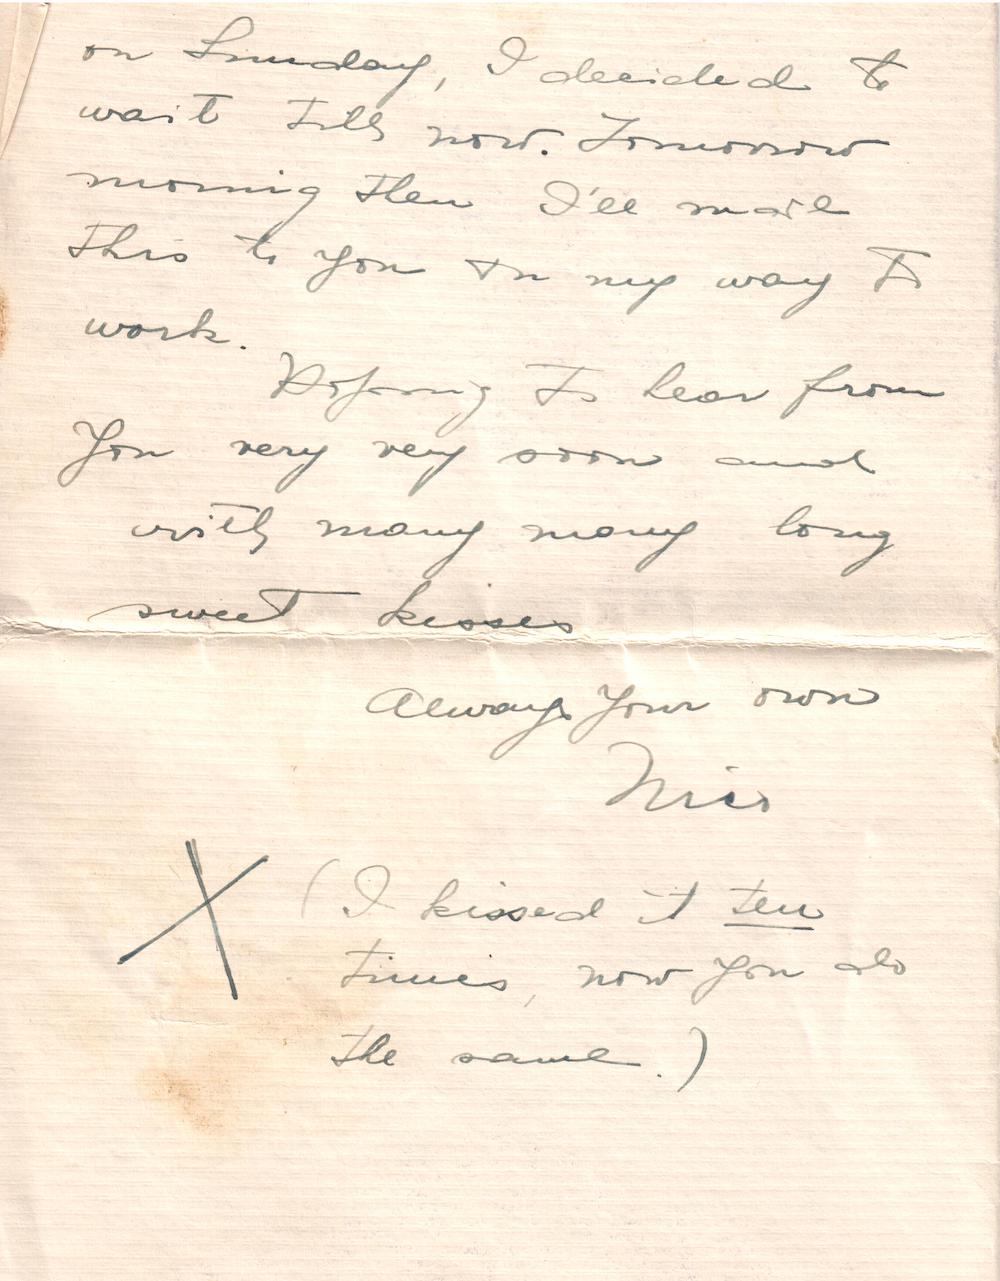 on Sunday, I decided to
wait till now. Tomorrow
morning then I'll mail
this to you on my way to
work.
Hoping to hear from
you very very soon and
with many many long
sweet kisses
Always your own
Nico
X (I kissed it ten
times, now you do
the same.)